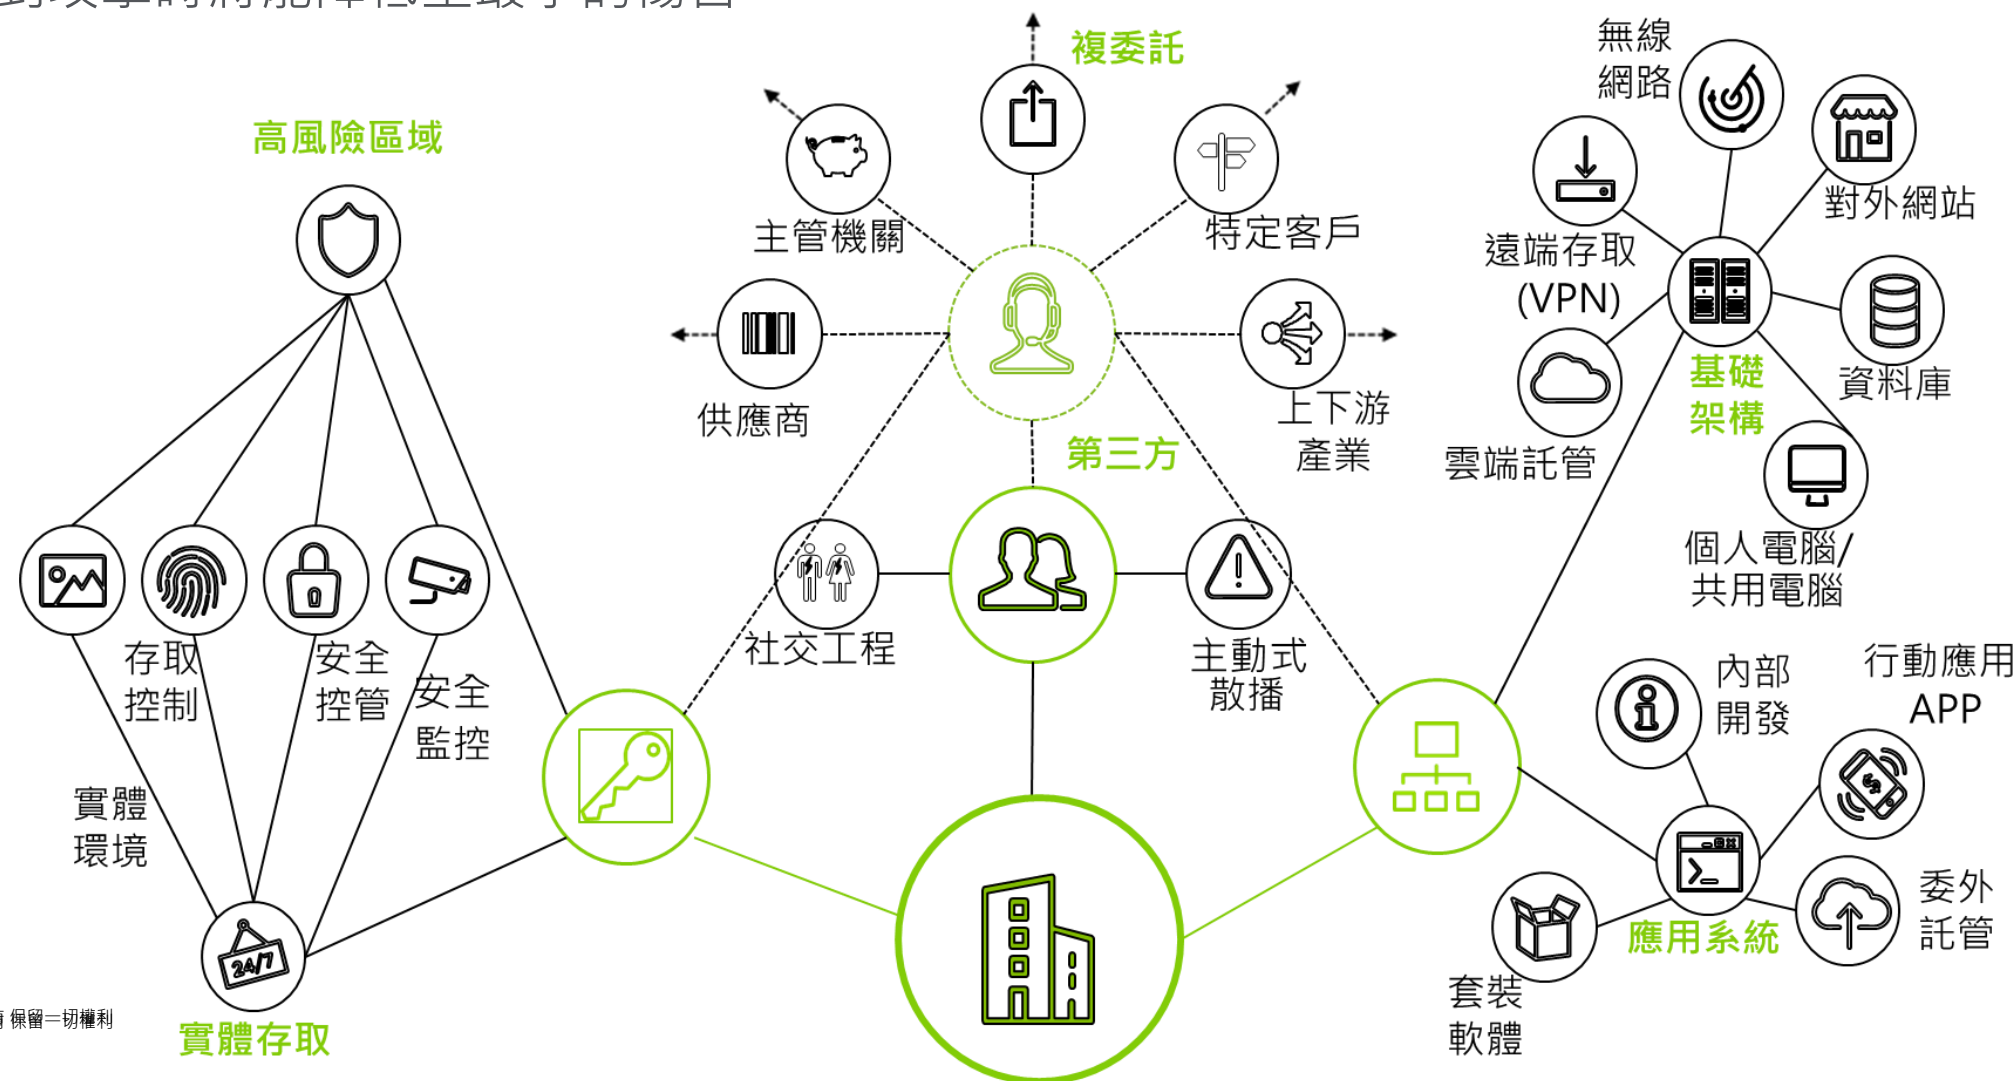 複委託
高風險區域
主管機關
特定客戶
供應商
上下游
產業
第三方
社交工程
主動式
散播
存取
控制
安全
控管
安全
監控
實體
環境
24/7
實體存取
保留一切權利
無線
網路
對外網站
遠端存取
(VPN)
基礎
架構
資料庫
雲端託管
個人電腦/
共用電腦
內部
開發
行動應用
APP
應用系統
委外
託管
套裝
軟體